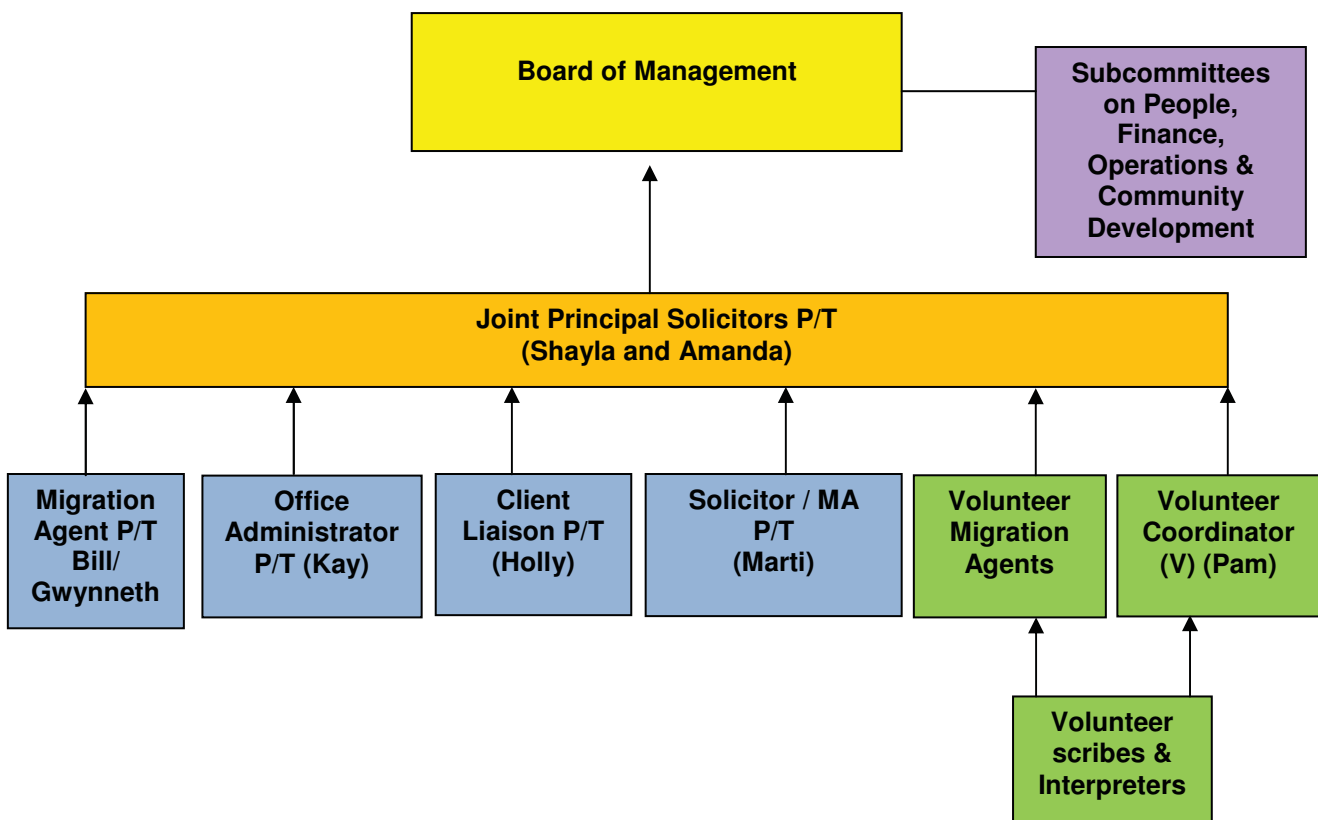 Board of Management
Subcommittees
on People,
Finance,
Operations &
Community
Development
Joint Principal Solicitors P/T
(Shayla and Amanda)
Migration
Agent P/T
Bill/
Gwynneth
Office
Administrator
P/T (Kay)
Client
Liaison P/T
(Holly)
Solicitor / MA
P/T
(Marti)
Volunteer
Migration
Agents
Volunteer
Coordinator
(V) (Pam)
Volunteer
scribes &
Interpreters